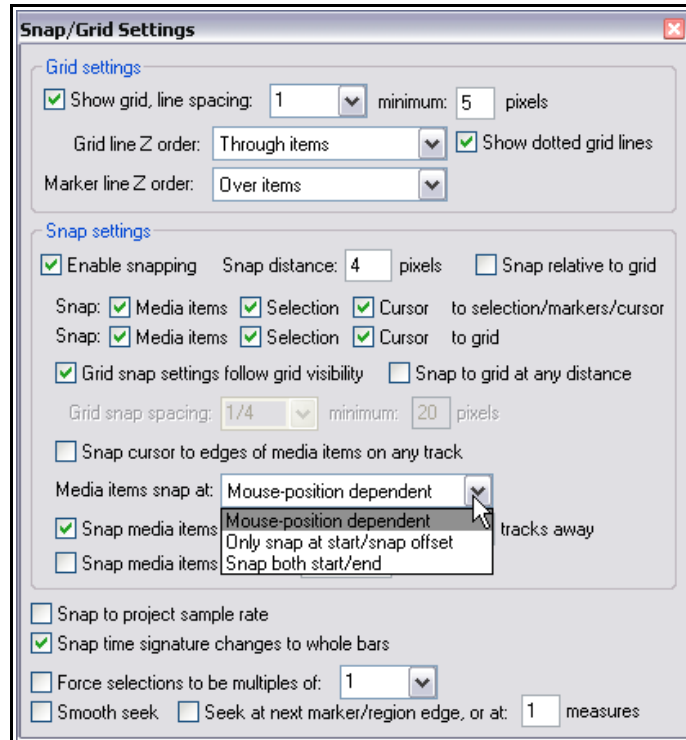 Snap/Grid Settings
Grid settings
Show grid, line spacing: 1 minimum: 5 pixels
Grid line Z order: Through items Show dotted grid lines
Marker line Z order: Over items
Snap settings
Enable snapping Snap distance: 4 pixels Snap relative to grid
Snap: Media items Selection Cursor to selection/markers/cursor
Snap: Media items Selection Cursor to grid
Grid snap settings follow grid visibility Snap to grid at any distance
Grid snap spacing: 1/4 minimum: 20 pixels
Snap cursor to edges of media items on any track
Media items snap at: Mouse-position dependent
Mouse-position dependent
Snap media items tracks away
Only snap at start/snap offset
Snap both start/end
Snap media items
Snap to project sample rate
Snap time signature changes to whole bars
Force selections to be multiples of: 1
Smooth seek Seek at next marker/region edge, or at: 1 measures